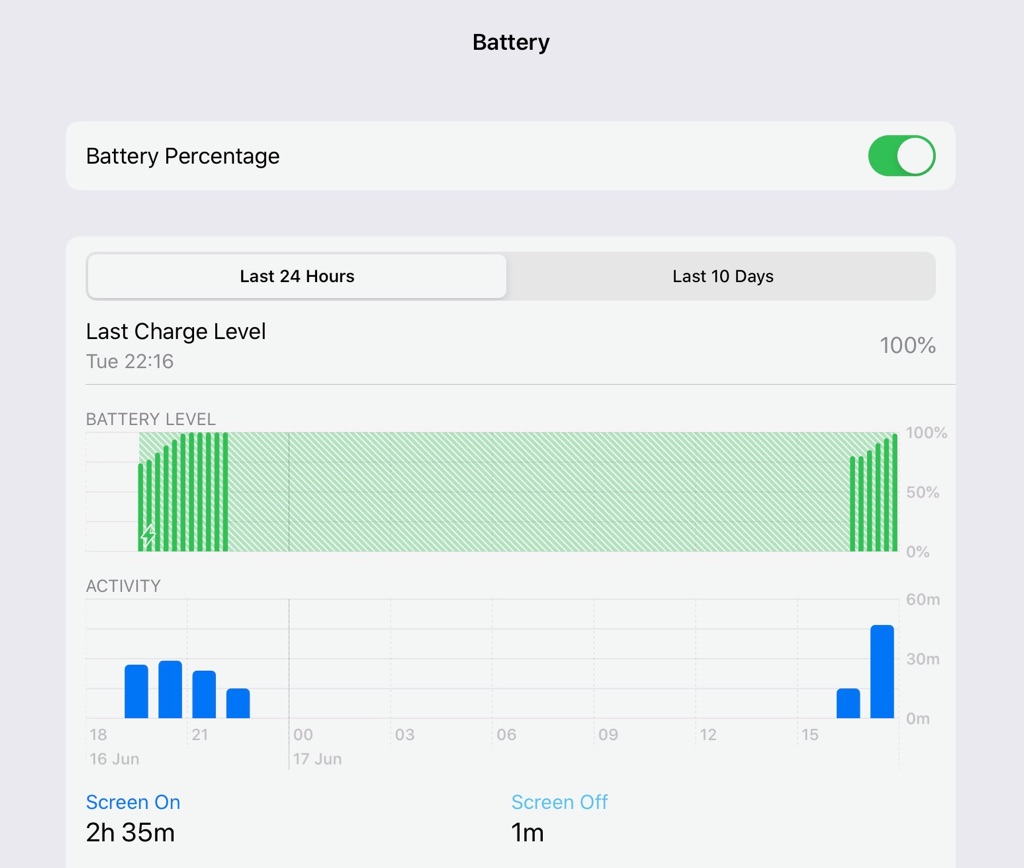 Battery
Battery Percentage
Last 24 Hours
Last 10 Days
Last Charge Level
Tue 22:16
100%
BATTERY LEVEL
100%
50%
0%
ACTIVITY
60m
30m
0m
18 21 00 03 06 09 12 15
16 Jun 17 Jun
Screen On Screen Off
2h 35m 1m